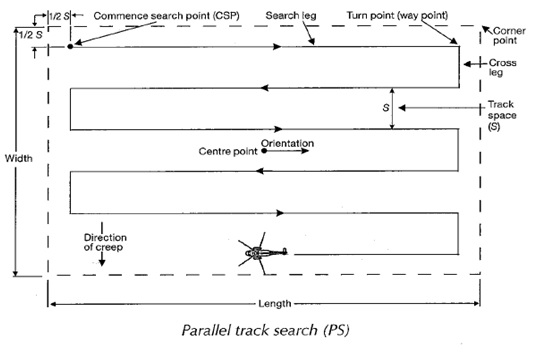 1/2 S
Commence search point (CSP)
Search leg
Turn point (way point)
1/2 S
Corner
point
Cross
leg
S
Track
space
(S)
Width
Centre point
Orientation
Direction
of creep
Length
Parallel track search (PS)